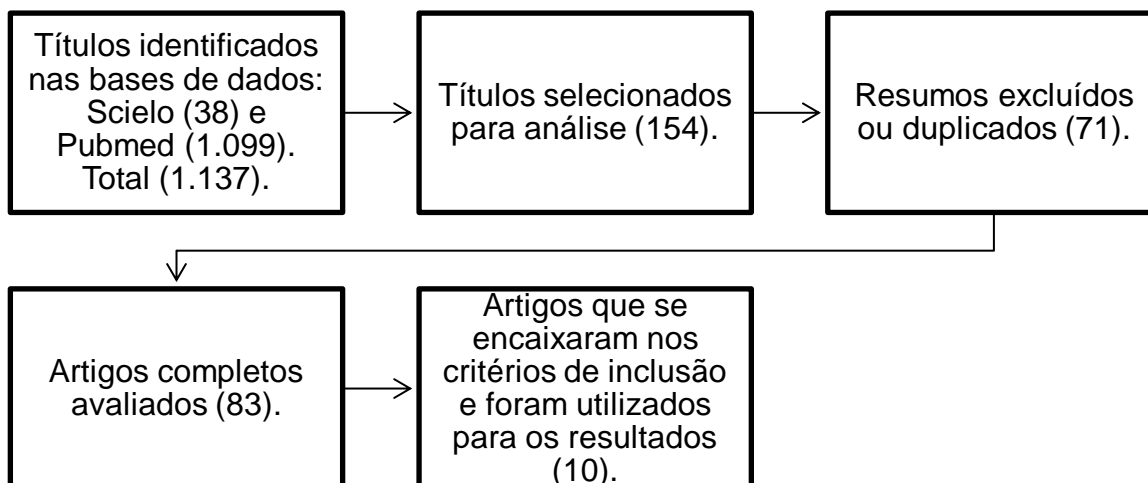 Títulos identificados
nas bases de dados:
Scielo (38) e
Pubmed (1.099).
Total (1.137).
Títulos selecionados
para análise (154).
Resumos excluídos
ou duplicados (71).
Artigos completos
avaliados (83).
Artigos que se
encaixaram nos
critérios de inclusão
e foram utilizados
para os resultados
(10).